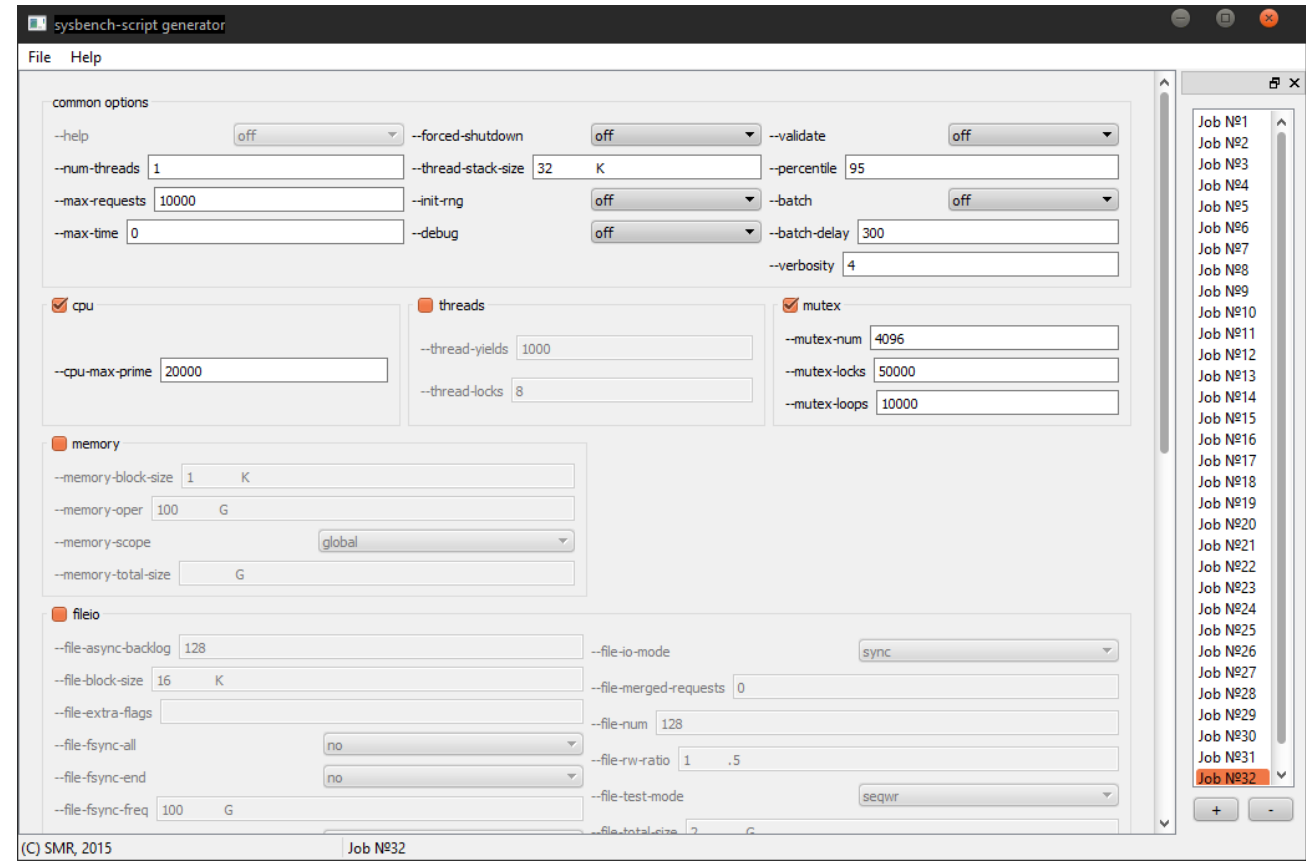 sysbench-script generator
File Help
common options
--help off --forced-shutdown off --validate off
--num-threads 1 --thread-stack-size 32 K --percentile 95
--max-requests 10000 --init-rng off --batch off
--max-time 0 --debug off --batch-delay 300
--verbosity 4
cpu threads mutex
--mutex-num 4096
--thread-yields 1000
--cpu-max-prime 20000 --mutex-locks 50000
--thread-locks 8
--mutex-loops 10000
memory
--memory-block-size 1 K
--memory-oper 100 G
--memory-scope global
--memory-total-size G
fileio
--file-async-backlog 128 --file-io-mode sync
--file-block-size 16 K --file-merged-requests 0
--file-extra-flags --file-num 128
--file-fsync-all no
--file-rw-ratio 1 .5
--file-fsync-end no
--file-test-mode seqwr
--file-fsync-freq 100 G
--file-total-size 2 G
Job №1
Job №2
Job №3
Job №4
Job №5
Job №6
Job №7
Job №8
Job №9
Job №10
Job №11
Job №12
Job №13
Job №14
Job №15
Job №16
Job №17
Job №18
Job №19
Job №20
Job №21
Job №22
Job №23
Job №24
Job №25
Job №26
Job №27
Job №28
Job №29
Job №30
Job №31
Job №32
+ -
(C) SMR, 2015 Job №32